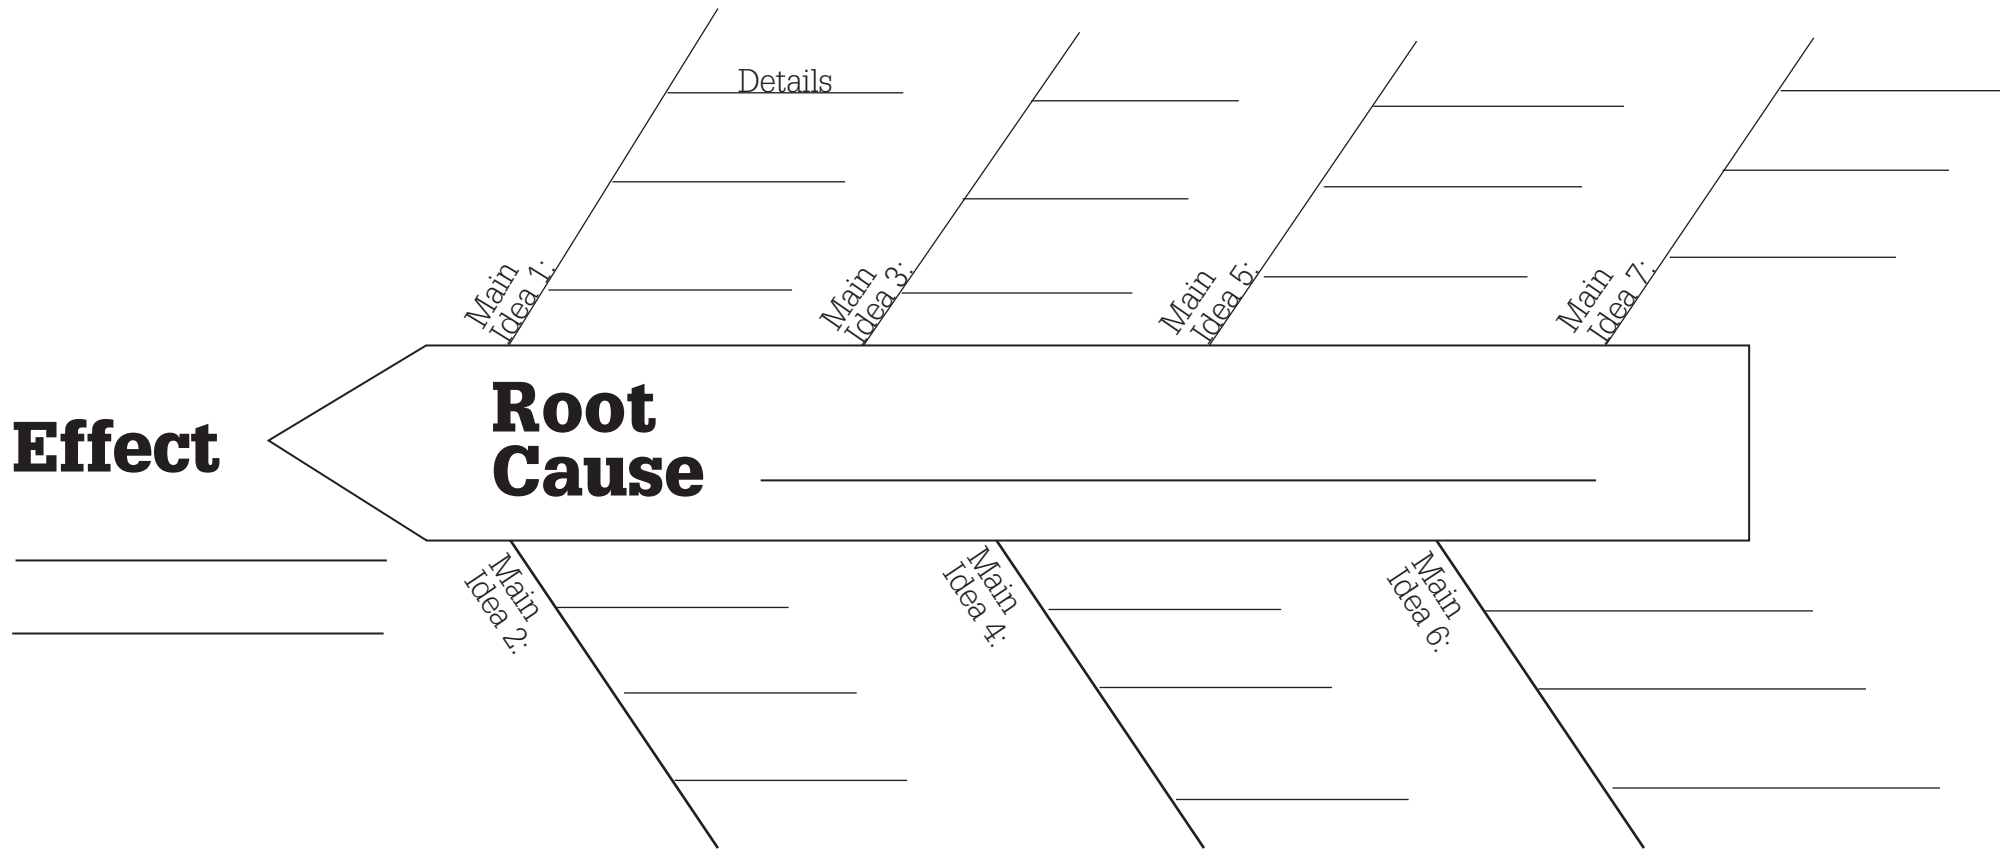 Details
Main
Idea 1:
Main
Idea 3:
Main
Idea 5:
Main
Idea 7:
Effect
Root
Cause
Main
Idea 2:
Main
Idea 4:
Main
Idea 6: